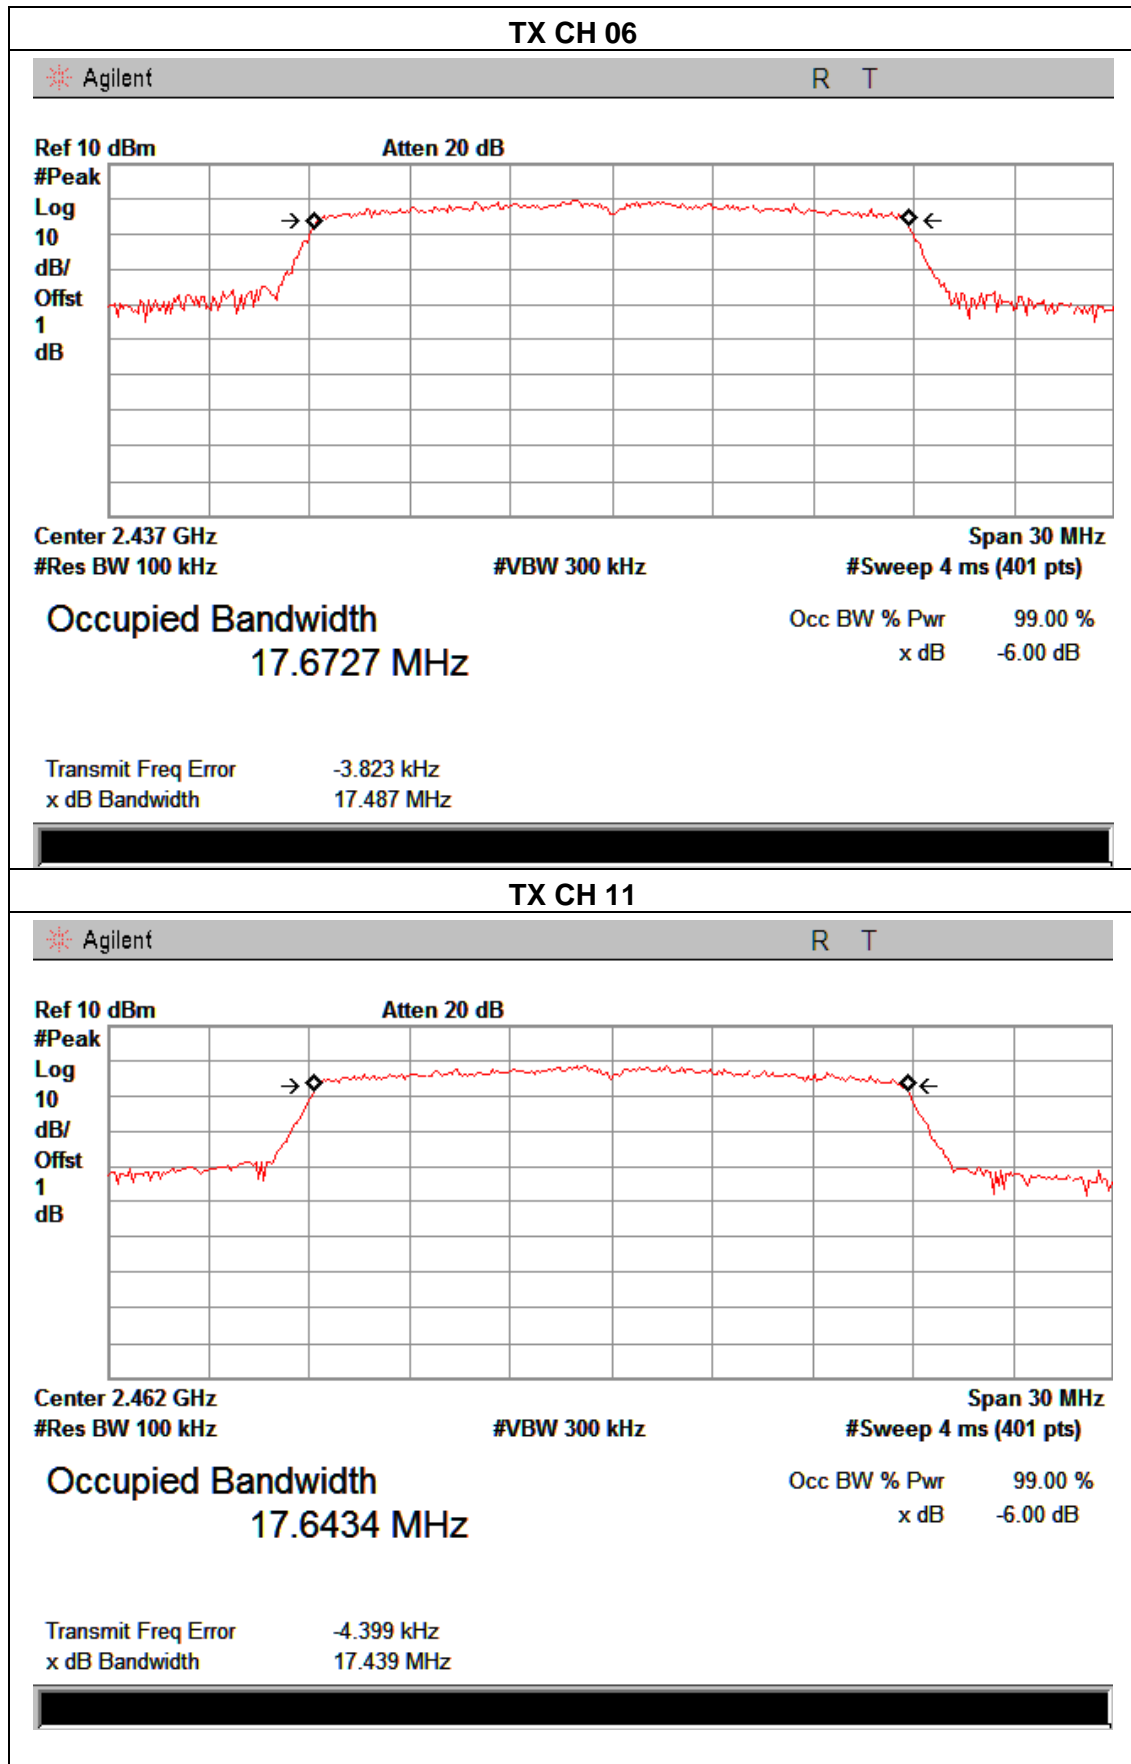 TX CH 06
Agilent R T
Ref 10 dBm Atten 20 dB
#Peak
Log
10
dB/
Offst
1
dB
Center 2.437 GHz Span 30 MHz
#Res BW 100 kHz #VBW 300 kHz #Sweep 4 ms (401 pts)
Occupied Bandwidth Occ BW % Pwr 99.00 %
17.6727 MHz x dB -6.00 dB
Transmit Freq Error -3.823 kHz
x dB Bandwidth 17.487 MHz
TX CH 11
Agilent R T
Ref 10 dBm Atten 20 dB
#Peak
Log
10
dB/
Offst
1
dB
Center 2.462 GHz Span 30 MHz
#Res BW 100 kHz #VBW 300 kHz #Sweep 4 ms (401 pts)
Occupied Bandwidth Occ BW % Pwr 99.00 %
17.6434 MHz x dB -6.00 dB
Transmit Freq Error -4.399 kHz
x dB Bandwidth 17.439 MHz